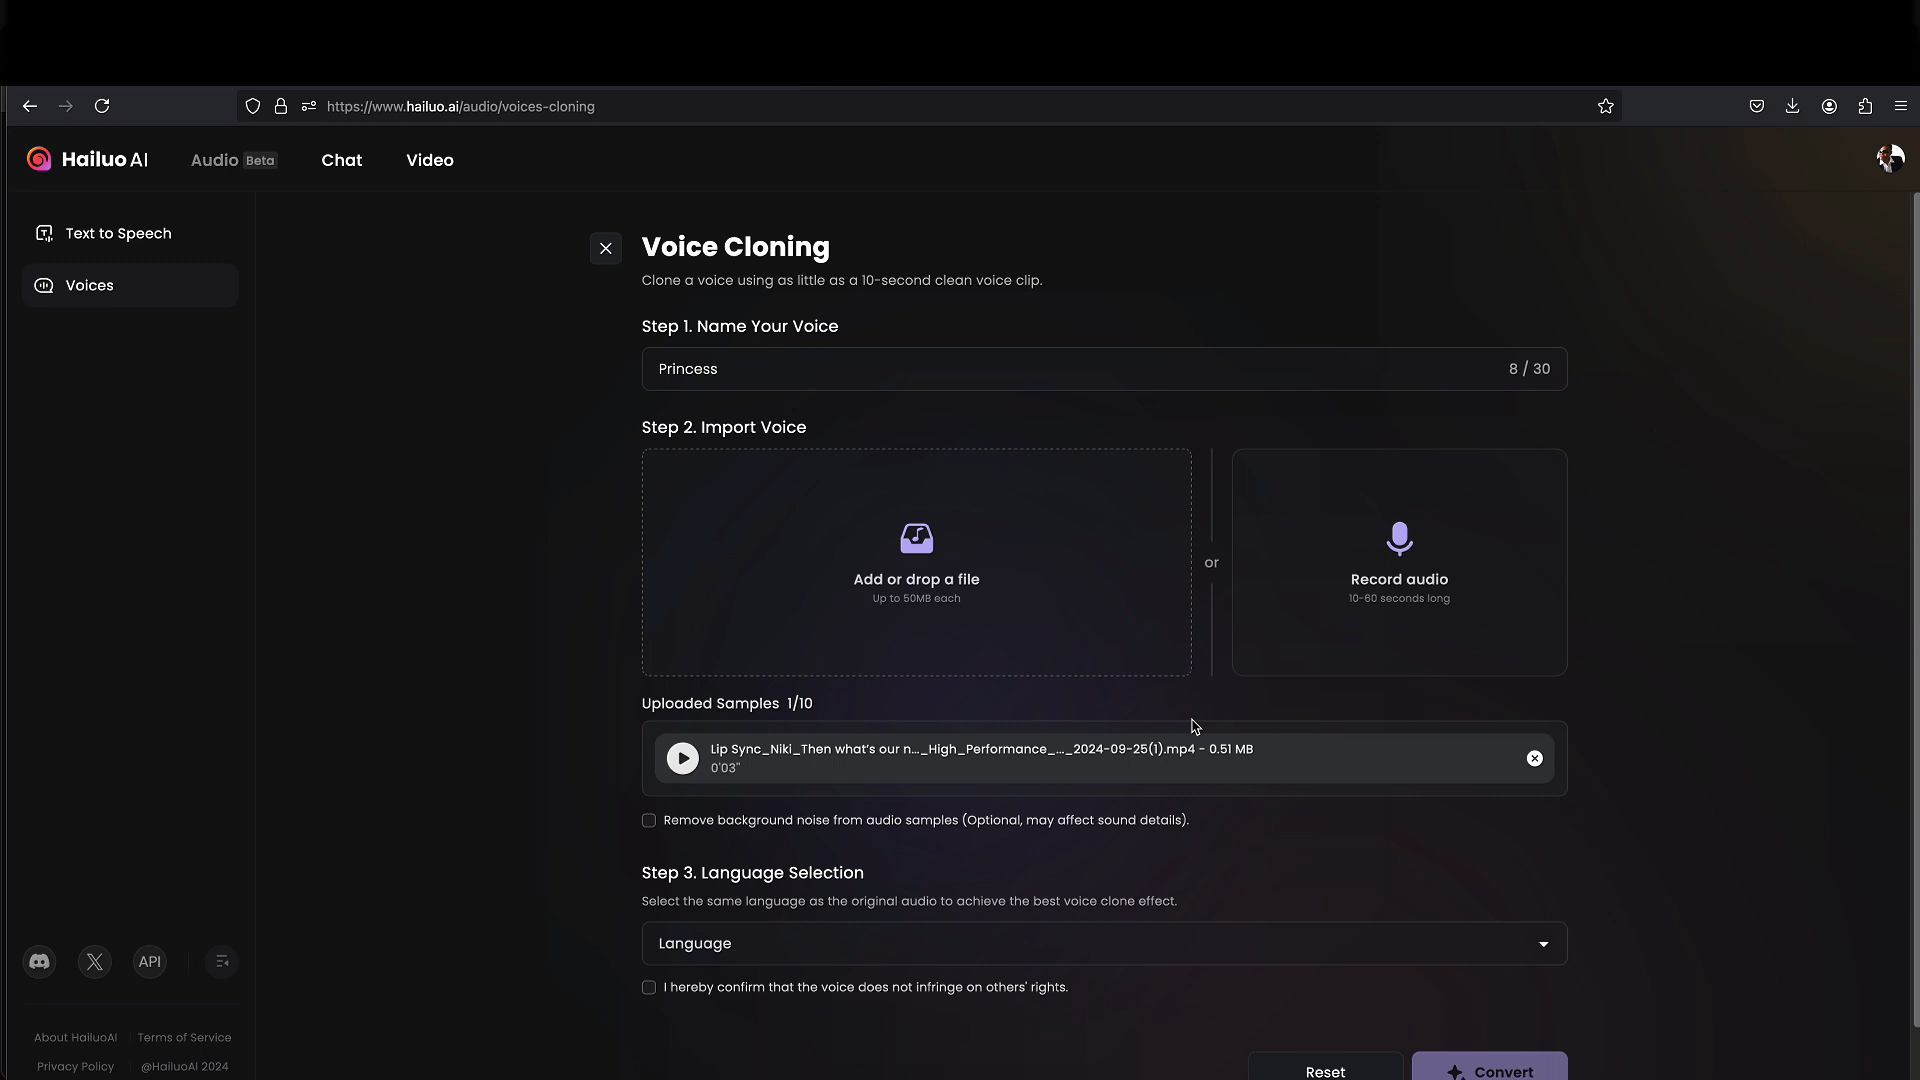 https://www.hailuo.ai/audio/voices-cloning
Hailuo AI
Audio Beta
Chat
Video
Text to Speech
Voices
Voice Cloning
Clone a voice using as little as a 10-second clean voice clip.
Step 1. Name Your Voice
Princess
8 / 30
Step 2. Import Voice
Add or drop a file
Up to 50MB each
or
Record audio
10-60 seconds long
Uploaded Samples 1/10
Lip Sync_Niki_Then what's our n..._High_Performance_..._2024-09-25(1).mp4 - 0.51 MB
0'03"
Remove background noise from audio samples (Optional, may affect sound details).
Step 3. Language Selection
Select the same language as the original audio to achieve the best voice clone effect.
Language
I hereby confirm that the voice does not infringe on others' rights.
Reset
Convert
API
About HailuoAI
Terms of Service
Privacy Policy
@HailuoAI 2024